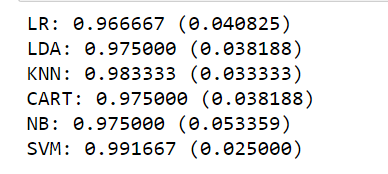 LR: 0.966667 (0.040825)
LDA: 0.975000 (0.038188)
KNN: 0.983333 (0.033333)
CART: 0.975000 (0.038188)
NB: 0.975000 (0.053359)
SVM: 0.991667 (0.025000)